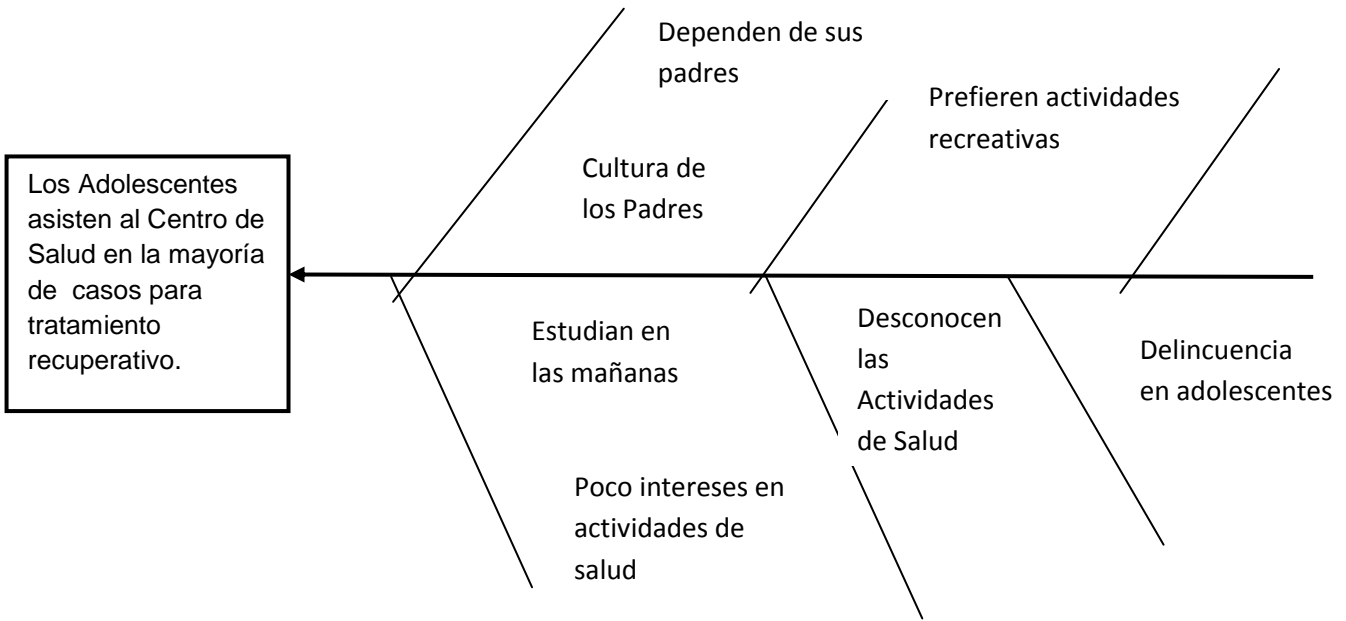 Dependen de sus
padres
Prefieren actividades
recreativas
Cultura de
los Padres
Los Adolescentes
asisten al Centro de
Salud en la mayoría
de casos para
tratamiento
recuperativo.
Estudian en
las mañanas
Desconocen
las
Actividades
de Salud
Delincuencia
en adolescentes
Poco intereses en
actividades de
salud